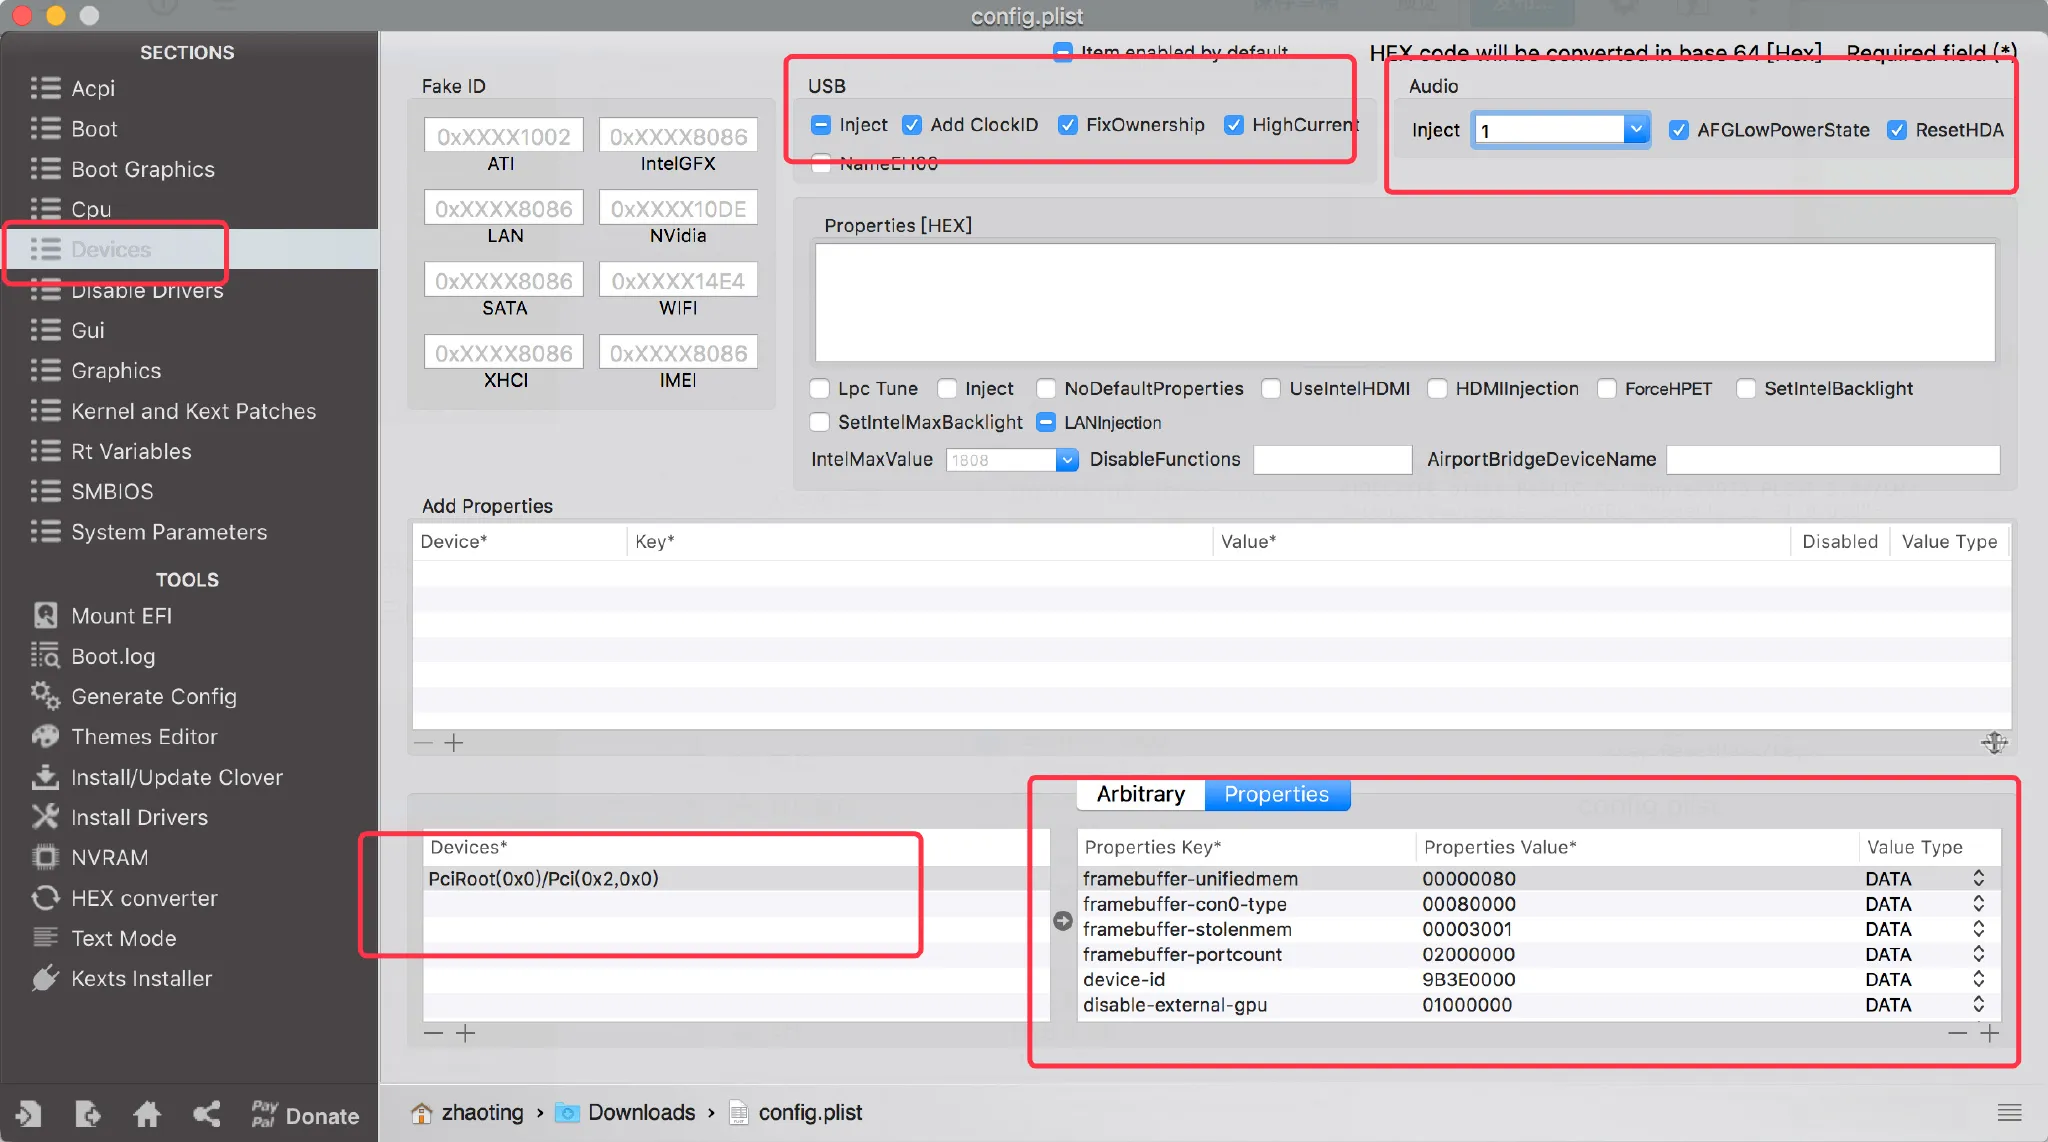 config.plist
SECTIONS
Acpi
Boot
Boot Graphics
Cpu
Devices
Disable Drivers
Gui
Graphics
Kernel and Kext Patches
Rt Variables
SMBIOS
System Parameters
TOOLS
Mount EFI
Boot.log
Generate Config
Themes Editor
Install/Update Clover
Install Drivers
NVRAM
HEX converter
Text Mode
Kexts Installer
Pay Pal Donate
Item enabled by default
HEX code will be converted in base 64 [Hex]
Required field (*)
Fake ID
0xXXXX1002 0xXXXX8086
ATI IntelGFX
0xXXXX8086 0xXXXX10DE
LAN NVidia
0xXXXX8086 0xXXXX14E4
SATA WIFI
0xXXXX8086 0xXXXX8086
XHCI IMEI
USB
Inject Add ClockID FixOwnership HighCurrent
NameEH00
Audio
Inject 1 AFGLowPowerState ResetHDA
Properties [HEX]
Lpc Tune Inject NoDefaultProperties UseIntelHDMI HDMIInjection ForceHPET SetIntelBacklight
SetIntelMaxBacklight LANInjection
IntelMaxValue 1808 DisableFunctions AirportBridgeDeviceName
Add Properties
Device* Key* Value* Disabled Value Type
Arbitrary Properties
Devices*
PciRoot(0x0)/Pci(0x2,0x0)
Properties Key* Properties Value* Value Type
framebuffer-unifiedmem 00000080 DATA
framebuffer-con0-type 00080000 DATA
framebuffer-stolenmem 00003001 DATA
framebuffer-portcount 02000000 DATA
device-id 9B3E0000 DATA
disable-external-gpu 01000000 DATA
zhaoting › Downloads › config.plist